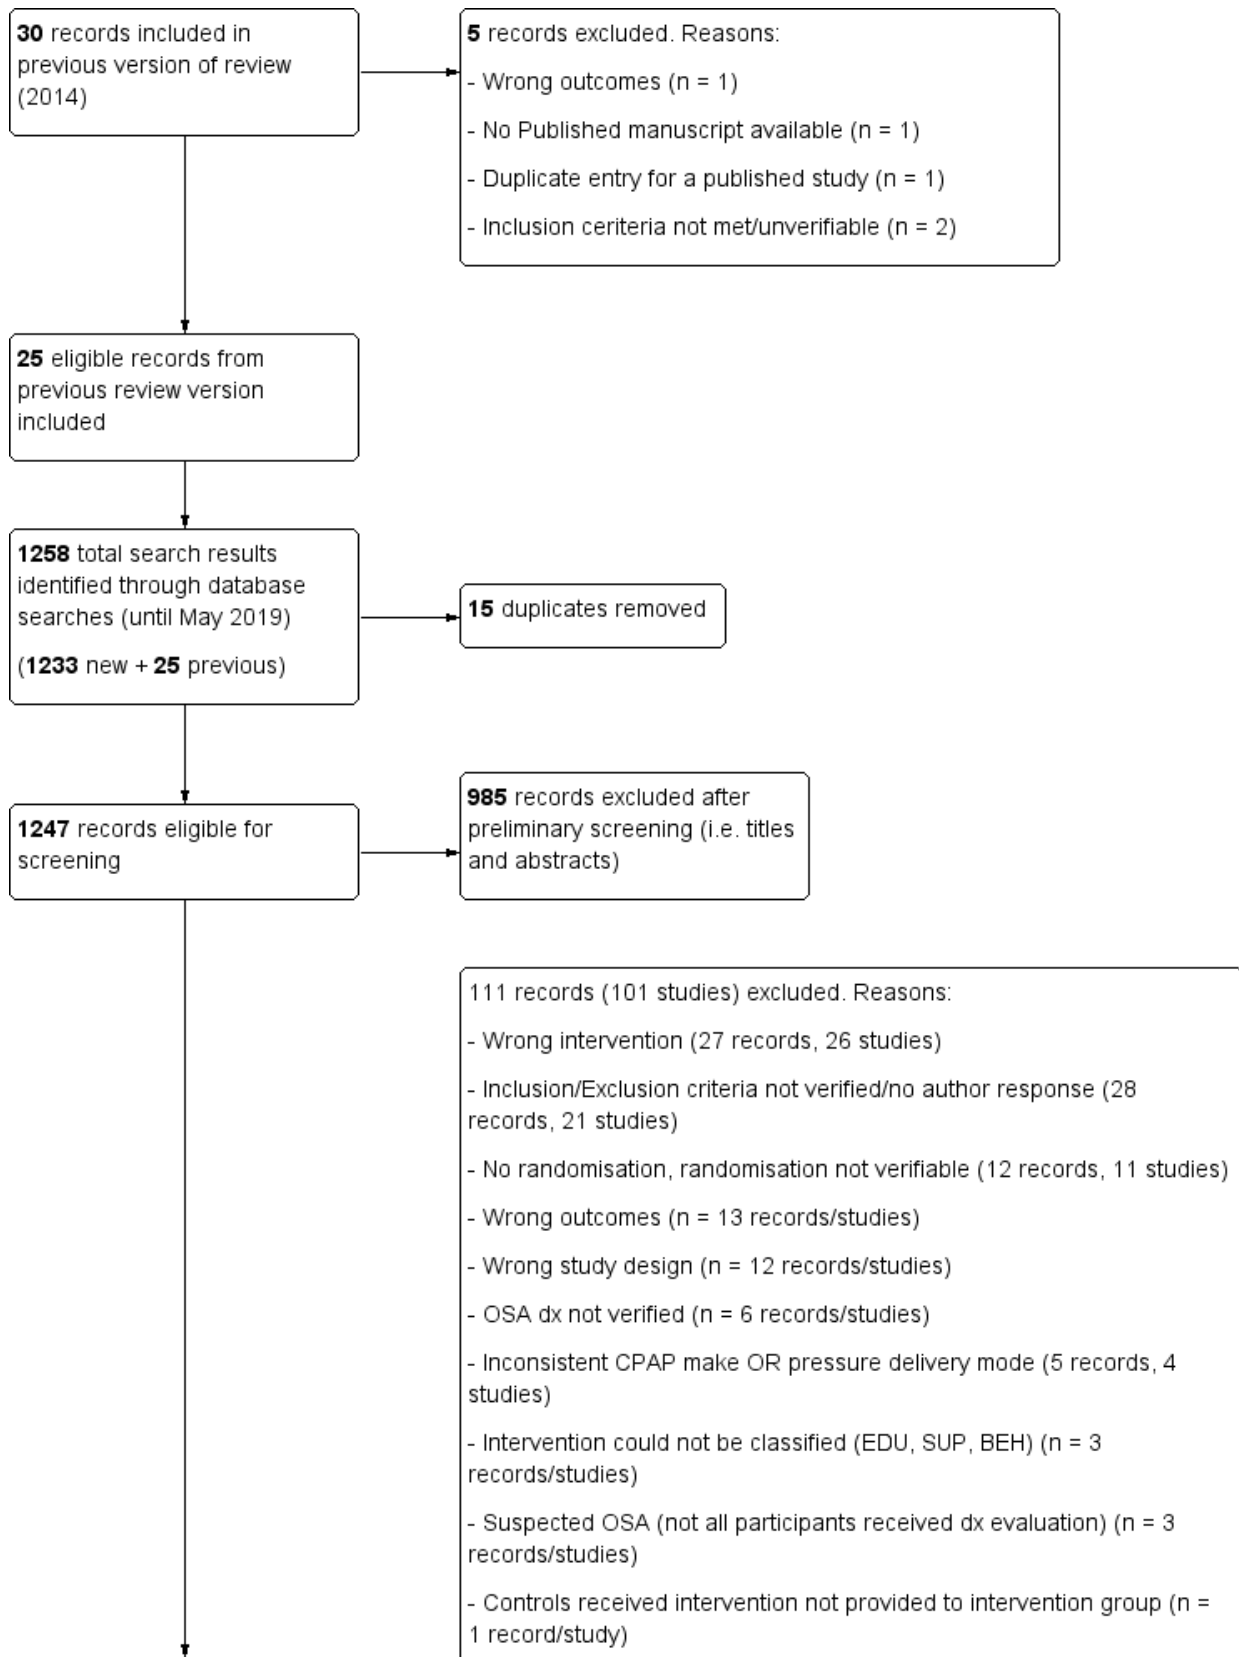 30 records included in
previous version of review
(2014)
5 records excluded. Reasons:
- Wrong outcomes (n = 1)
- No Published manuscript available (n = 1)
- Duplicate entry for a published study (n = 1)
- Inclusion ceriteria not met/unverifiable (n = 2)
25 eligible records from
previous review version
included
1258 total search results
identified through database
searches (until May 2019)
(1233 new + 25 previous)
15 duplicates removed
1247 records eligible for
screening
985 records excluded after
preliminary screening (i.e. titles
and abstracts)
111 records (101 studies) excluded. Reasons:
- Wrong intervention (27 records, 26 studies)
- Inclusion/Exclusion criteria not verified/no author response (28
records, 21 studies)
- No randomisation, randomisation not verifiable (12 records, 11 studies)
- Wrong outcomes (n = 13 records/studies)
- Wrong study design (n = 12 records/studies)
- OSA dx not verified (n = 6 records/studies)
- Inconsistent CPAP make OR pressure delivery mode (5 records, 4
studies)
- Intervention could not be classified (EDU, SUP, BEH) (n = 3
records/studies)
- Suspected OSA (not all participants received dx evaluation) (n = 3
records/studies)
- Controls received intervention not provided to intervention group (n =
1 record/study)